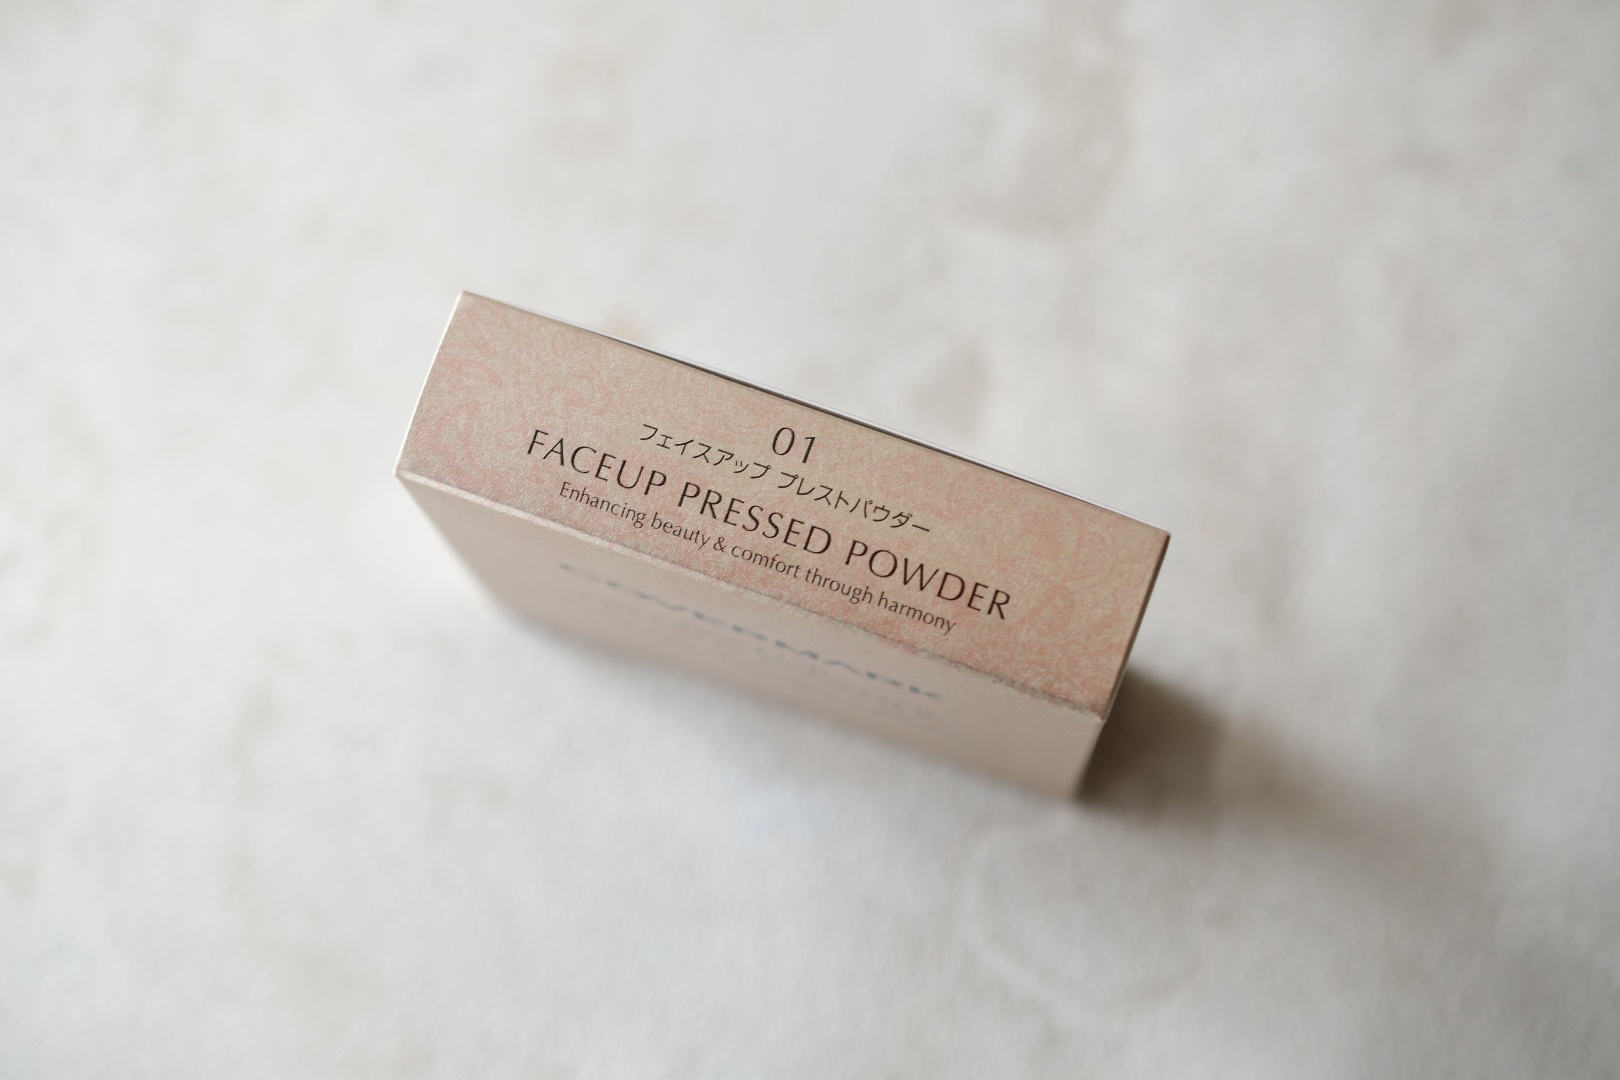 01
フェイスアップ プレストパウダー
FACEUP PRESSED POWDER
Enhancing beauty & comfort through harmony
COVERMARK